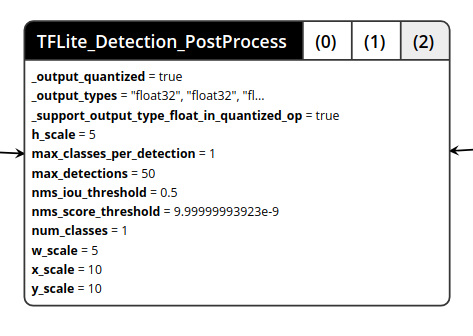 TFLite_Detection_PostProcess (0) (1) (2)
_output_quantized = true
_output_types = "float32", "float32", "fl...
_support_output_type_float_in_quantized_op = true
h_scale = 5
max_classes_per_detection = 1
max_detections = 50
nms_iou_threshold = 0.5
nms_score_threshold = 9.99999993923e-9
num_classes = 1
w_scale = 5
x_scale = 10
y_scale = 10